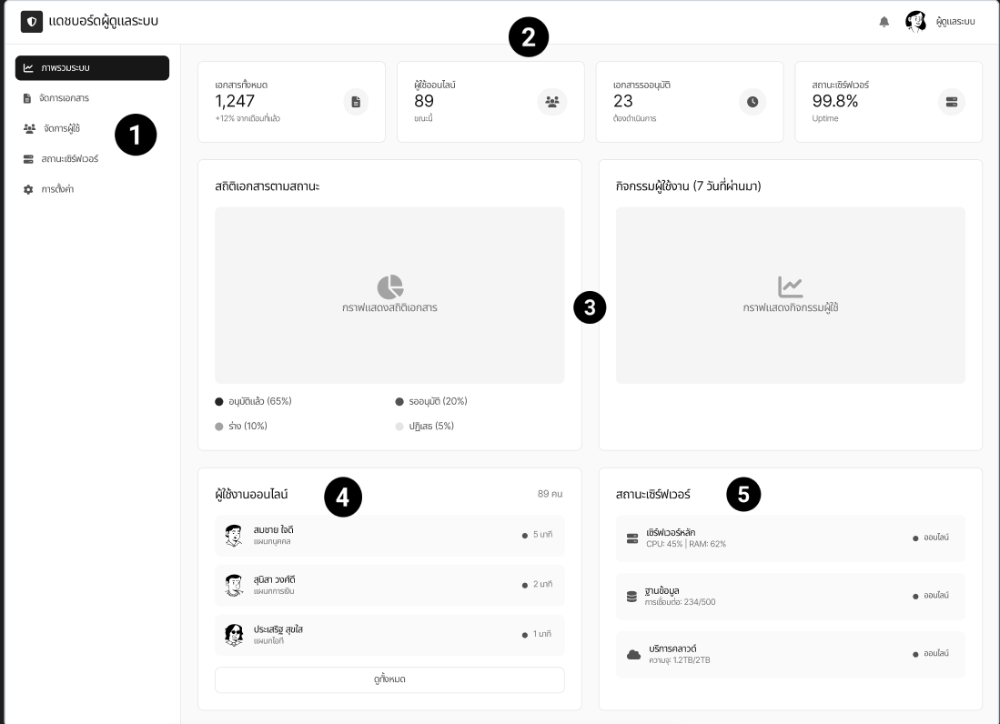 แดชบอร์ดผู้ดูแลระบบ
ผู้ดูแลระบบ
ภาพรวมระบบ
จัดการเอกสาร
จัดการผู้ใช้
สถานะเซิร์ฟเวอร์
การตั้งค่า
1
2
เอกสารทั้งหมด
1,247
+12% จากเดือนที่แล้ว
ผู้ใช้ออนไลน์
89
ขณะนี้
เอกสารรออนุมัติ
23
ต้องดำเนินการ
สถานะเซิร์ฟเวอร์
99.8%
Uptime
สถิติเอกสารตามสถานะ
กราฟแสดงสถิติเอกสาร
อนุมัติแล้ว (65%)
รออนุมัติ (20%)
ร่าง (10%)
ปฏิเสธ (5%)
3
กิจกรรมผู้ใช้งาน (7 วันที่ผ่านมา)
กราฟแสดงกิจกรรมผู้ใช้
ผู้ใช้งานออนไลน์
4
89 คน
สมชาย ใจดี
แผนกบุคคล
5 นาที
สุนิสา วงศ์ดี
แผนกการเงิน
2 นาที
ประเสริฐ สุขใส
แผนกไอที
1 นาที
ดูทั้งหมด
สถานะเซิร์ฟเวอร์
5
เซิร์ฟเวอร์หลัก
CPU: 45% | RAM: 62%
ออนไลน์
ฐานข้อมูล
การเชื่อมต่อ: 234/500
ออนไลน์
บริการคลาวด์
ความจุ: 1.2TB/2TB
ออนไลน์